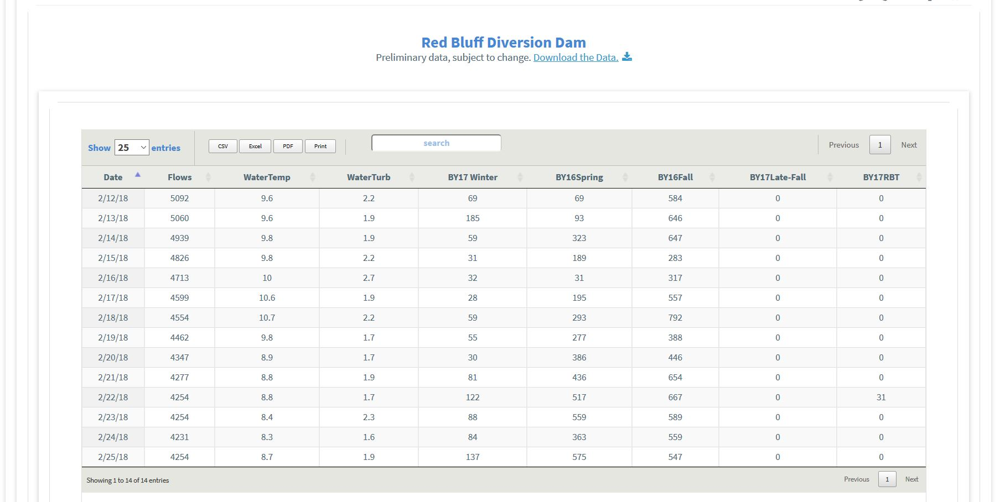 Red Bluff Diversion Dam
Preliminary data, subject to change. Download the Data.
Show 25 entries CSV Excel PDF Print search Previous 1 Next
Date Flows WaterTemp WaterTurb BY17 Winter BY16Spring BY16Fall BY17Late-Fall BY17RBT
2/12/18 5092 9.6 2.2 69 69 584 0 0
2/13/18 5060 9.6 1.9 185 93 646 0 0
2/14/18 4939 9.8 1.9 59 323 647 0 0
2/15/18 4826 9.8 2.2 31 189 283 0 0
2/16/18 4713 10 2.7 32 31 317 0 0
2/17/18 4599 10.6 1.9 28 195 557 0 0
2/18/18 4554 10.7 2.2 59 293 792 0 0
2/19/18 4462 9.8 1.7 55 277 388 0 0
2/20/18 4347 8.9 1.7 30 386 446 0 0
2/21/18 4277 8.8 1.9 81 436 654 0 0
2/22/18 4254 8.8 1.7 122 517 667 0 31
2/23/18 4254 8.4 2.3 88 559 589 0 0
2/24/18 4231 8.3 1.6 84 363 559 0 0
2/25/18 4254 8.7 1.9 137 575 547 0 0
Showing 1 to 14 of 14 entries Previous 1 Next